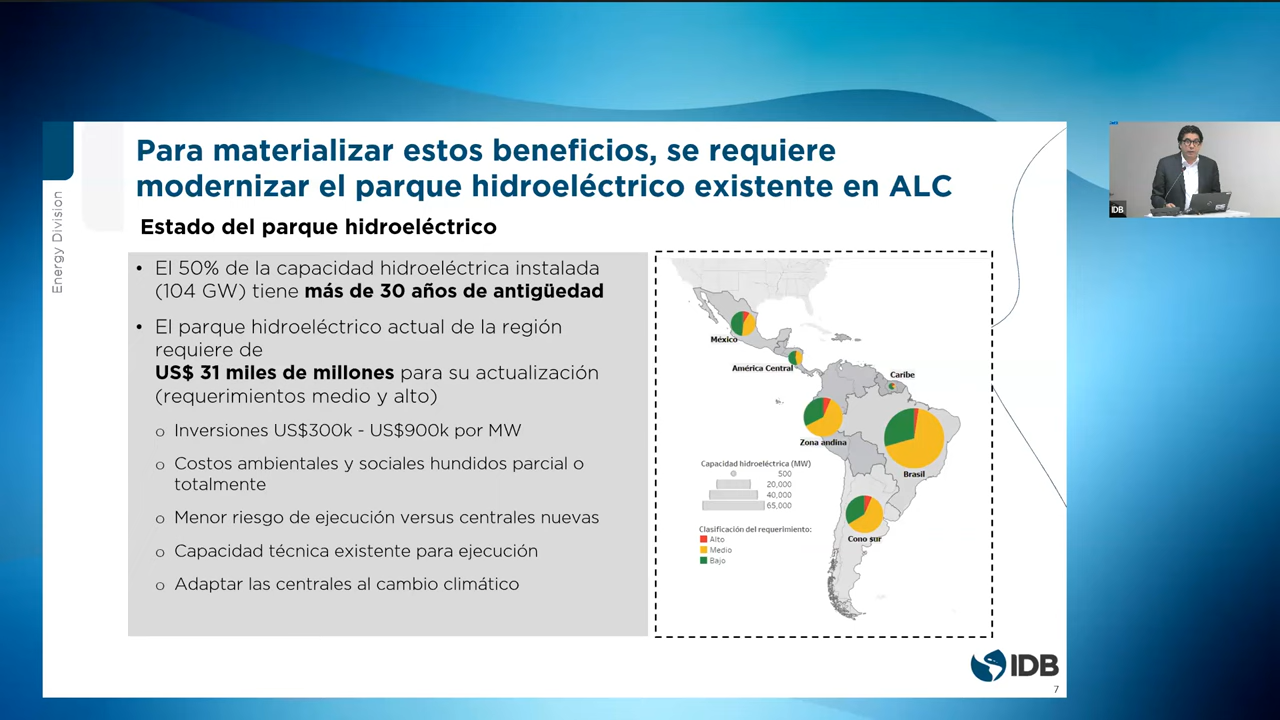 Para materializar estos beneficios, se requiere
modernizar el parque hidroeléctrico existente en ALC
Energy Division
Estado del parque hidroeléctrico
• El 50% de la capacidad hidroeléctrica instalada
(104 GW) tiene más de 30 años de antigüedad
• El parque hidroeléctrico actual de la región
requiere de
US$ 31 miles de millones para su actualización
(requerimientos medio y alto)
o Inversiones US$300k - US$900k por MW
o Costos ambientales y sociales hundidos parcial o
totalmente
o Menor riesgo de ejecución versus centrales nuevas
o Capacidad técnica existente para ejecución
o Adaptar las centrales al cambio climático
México
América Central
Caribe
Zona andina
Brasil
Cono sur
Capacidad hidroeléctrica (MW)
500
20,000
40,000
65,000
Clasificación del requerimiento:
Alto
Medio
Bajo
IDB
7
IDB